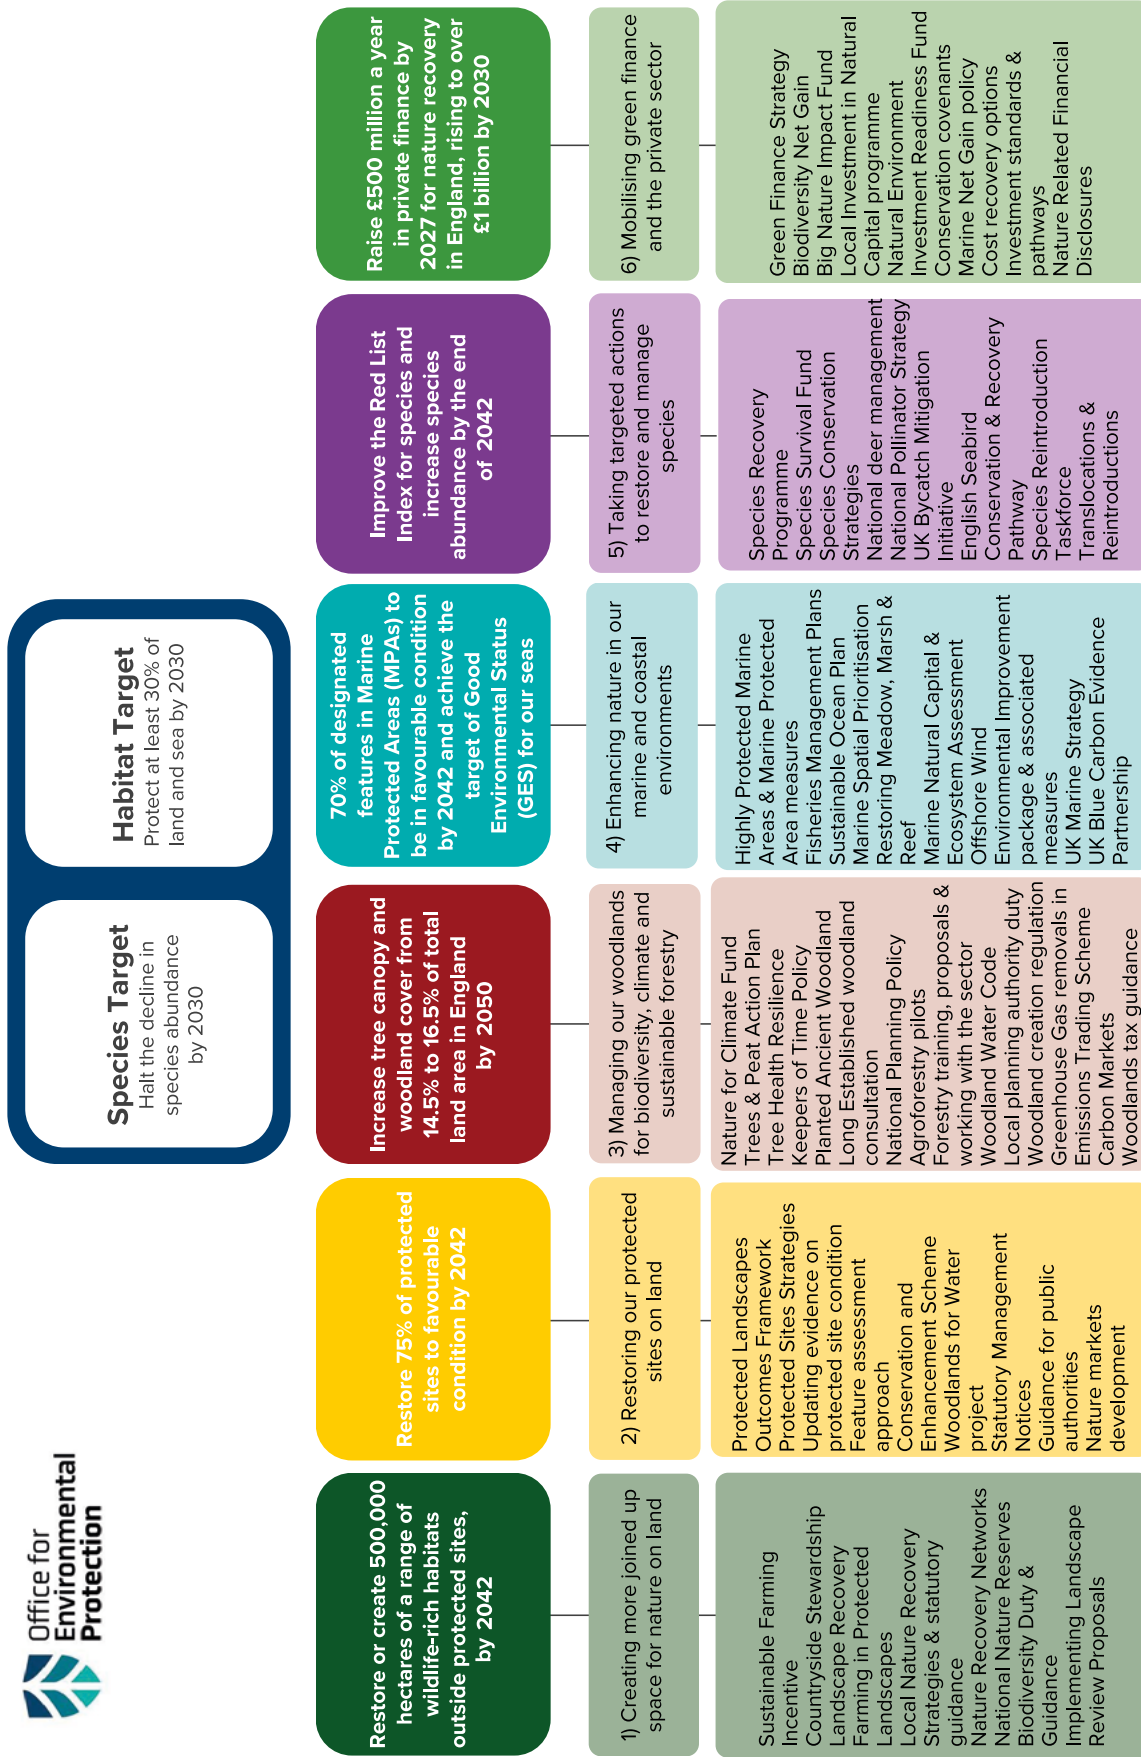 Office for
Environmental
Protection
Species Target
Halt the decline in
species abundance
by 2030
Habitat Target
Protect at least 30% of
land and sea by 2030
Restore or create 500,000
hectares of a range of
wildlife-rich habitats
outside protected sites,
by 2042
Restore 75% of protected
sites to favourable
condition by 2042
Increase tree canopy and
woodland cover from
14.5% to 16.5% of total
land area in England
by 2050
70% of designated
features in Marine
Protected Areas (MPAs) to
be in favourable condition
by 2042 and achieve the
target of Good
Environmental Status
(GES) for our seas
Improve the Red List
Index for species and
increase species
abundance by the end
of 2042
Raise £500 million a year
in private finance by
2027 for nature recovery
in England, rising to over
£1 billion by 2030
1) Creating more joined up
space for nature on land
2) Restoring our protected
sites on land
3) Managing our woodlands
for biodiversity, climate and
sustainable forestry
4) Enhancing nature in our
marine and coastal
environments
5) Taking targeted actions
to restore and manage
species
6) Mobilising green finance
and the private sector
Sustainable Farming
Incentive
Countryside Stewardship
Landscape Recovery
Farming in Protected
Landscapes
Local Nature Recovery
Strategies & statutory
guidance
Nature Recovery Networks
National Nature Reserves
Biodiversity Duty &
Guidance
Implementing Landscape
Review Proposals
Protected Landscapes
Outcomes Framework
Protected Sites Strategies
Updating evidence on
protected site condition
Feature assessment
approach
Conservation and
Enhancement Scheme
Woodlands for Water
project
Statutory Management
Notices
Guidance for public
authorities
Nature markets
development
Nature for Climate Fund
Trees & Peat Action Plan
Tree Health Resilience
Keepers of Time Policy
Planted Ancient Woodland
Long Established woodland
consultation
National Planning Policy
Agroforestry pilots
Forestry training, proposals &
working with the sector
Woodland Water Code
Local planning authority duty
Woodland creation regulation
Greenhouse Gas removals in
Emissions Trading Scheme
Carbon Markets
Woodlands tax guidance
Highly Protected Marine
Areas & Marine Protected
Area measures
Fisheries Management Plans
Sustainable Ocean Plan
Marine Spatial Prioritisation
Restoring Meadow, Marsh &
Reef
Marine Natural Capital &
Ecosystem Assessment
Offshore Wind
Environmental Improvement
package & associated
measures
UK Marine Strategy
UK Blue Carbon Evidence
Partnership
Species Recovery
Programme
Species Survival Fund
Species Conservation
Strategies
National deer management
National Pollinator Strategy
UK Bycatch Mitigation
Initiative
English Seabird
Conservation & Recovery
Pathway
Species Reintroduction
Taskforce
Translocations &
Reintroductions
Green Finance Strategy
Biodiversity Net Gain
Big Nature Impact Fund
Local Investment in Natural
Capital programme
Natural Environment
Investment Readiness Fund
Conservation covenants
Marine Net Gain policy
Cost recovery options
Investment standards &
pathways
Nature Related Financial
Disclosures